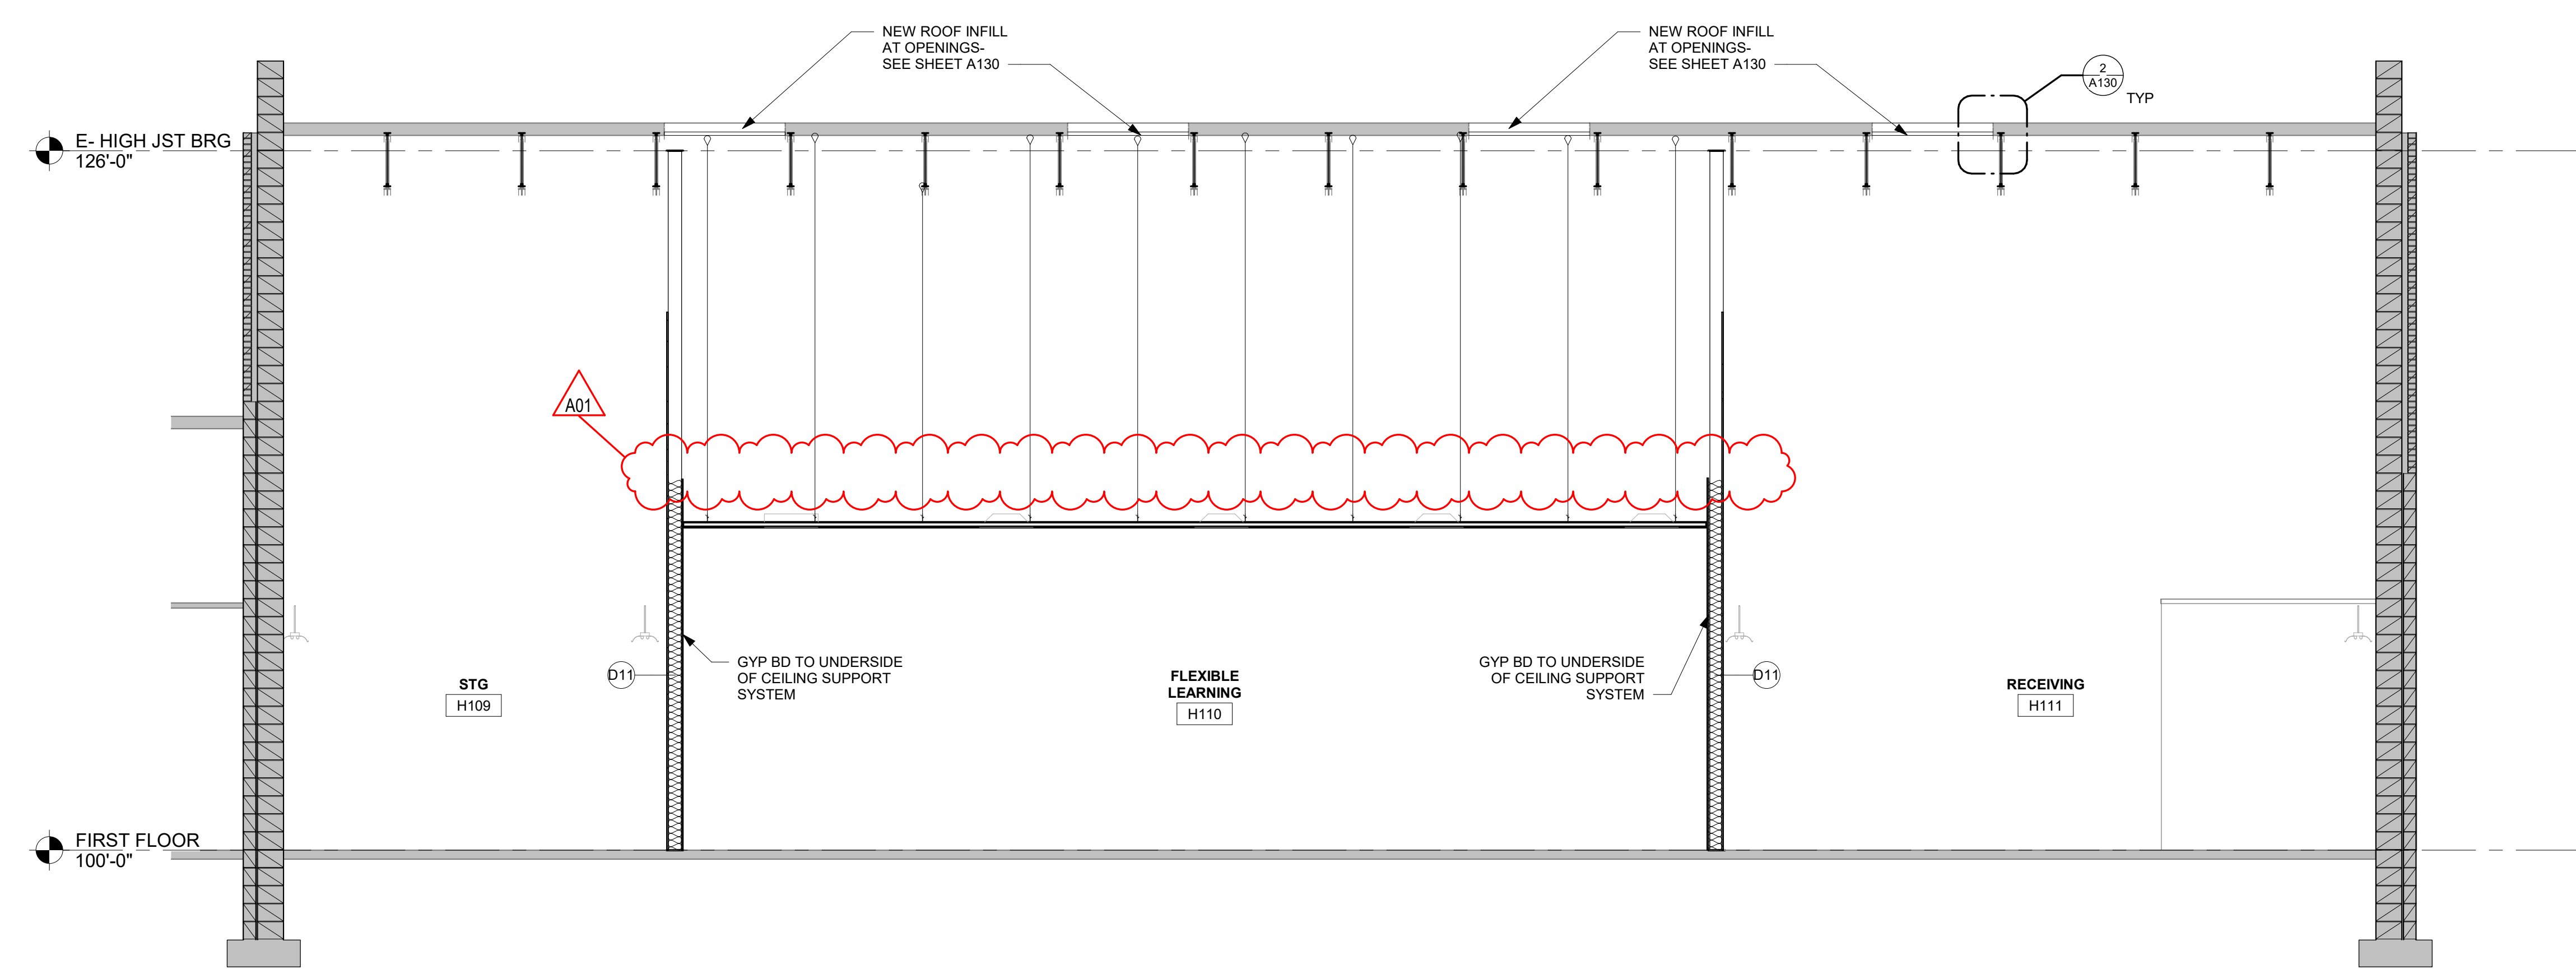 NEW ROOF INFILL
AT OPENINGS-
SEE SHEET A130
NEW ROOF INFILL
AT OPENINGS-
SEE SHEET A130
2
A130
TYP
E- HIGH JST BRG
126'-0"
A01
GYP BD TO UNDERSIDE
OF CEILING SUPPORT
SYSTEM
D11
GYP BD TO UNDERSIDE
OF CEILING SUPPORT
SYSTEM
D11
STG
H109
FLEXIBLE
LEARNING
H110
RECEIVING
H111
FIRST FLOOR
100'-0"